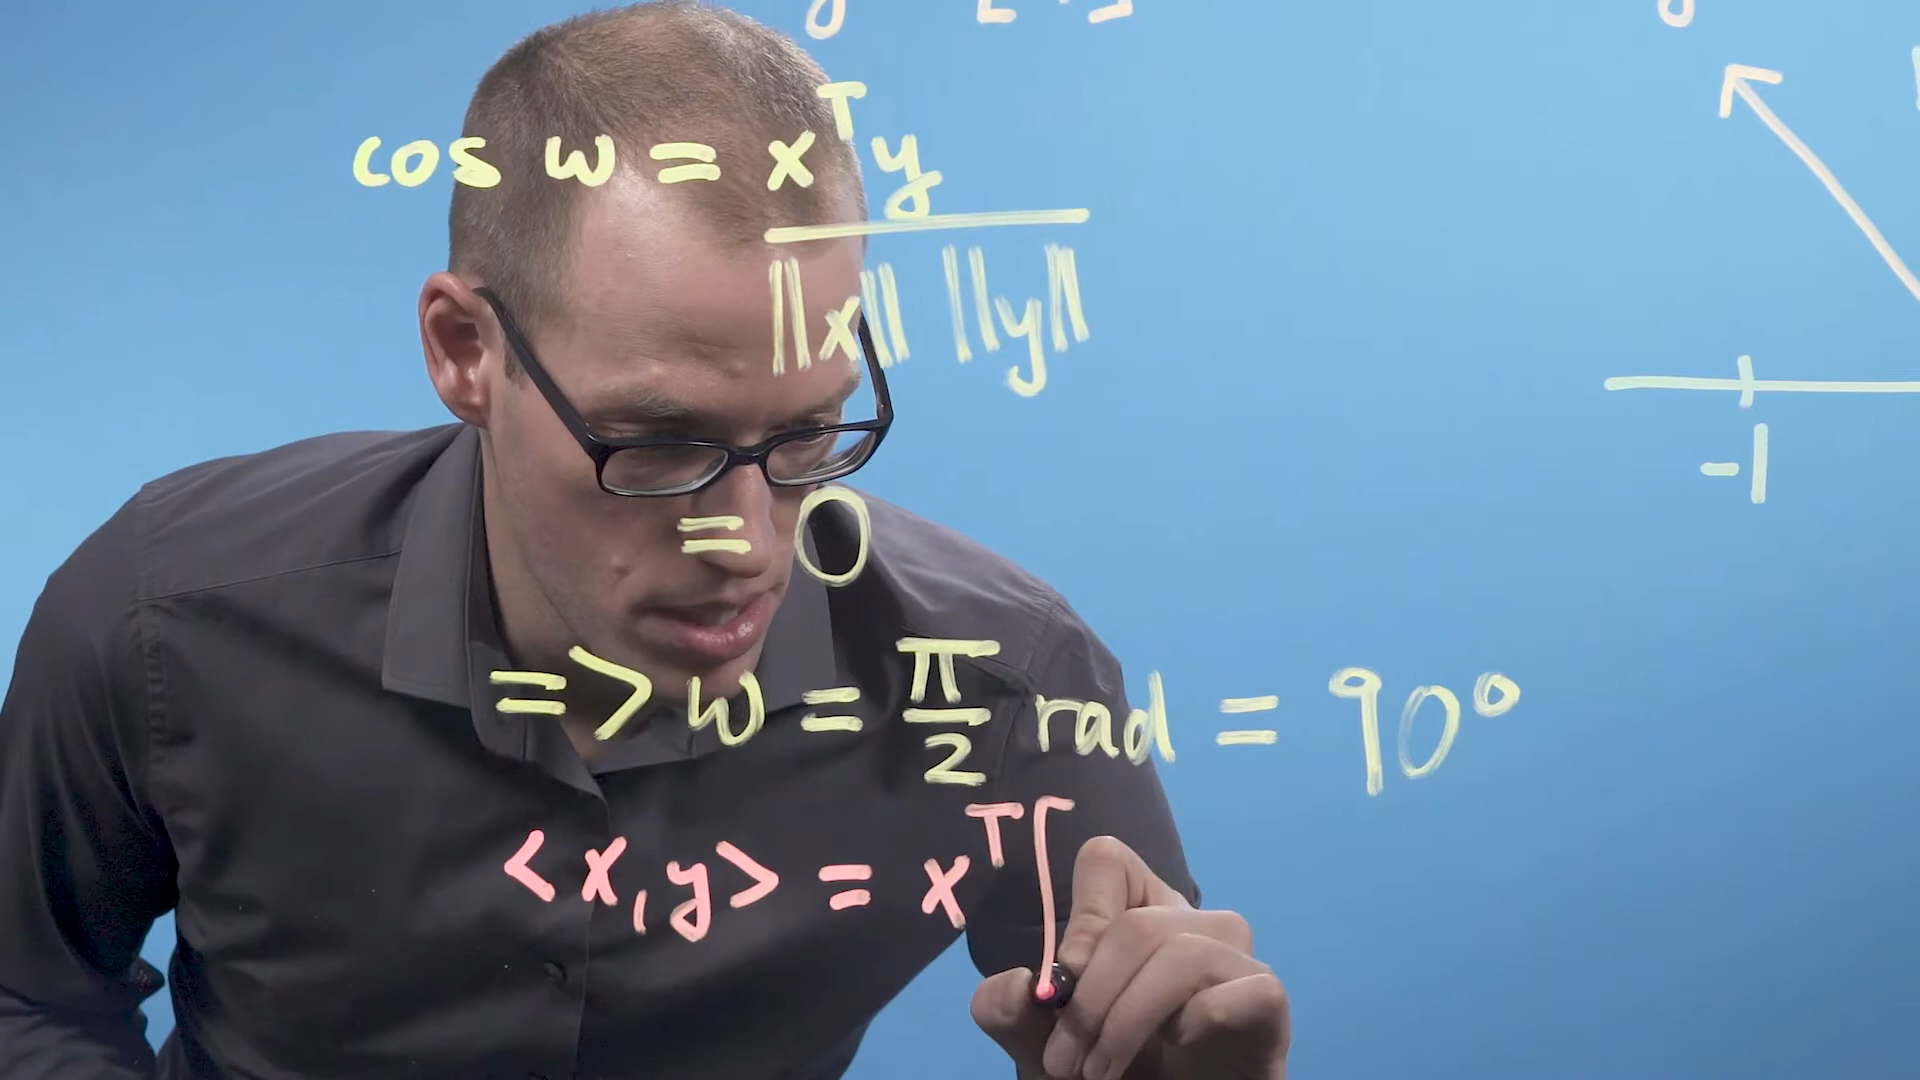 cos w = xᵀy
||x|| ||y||
= 0
=> w = π/2 rad = 90°
<x,y> = xᵀ[
-1